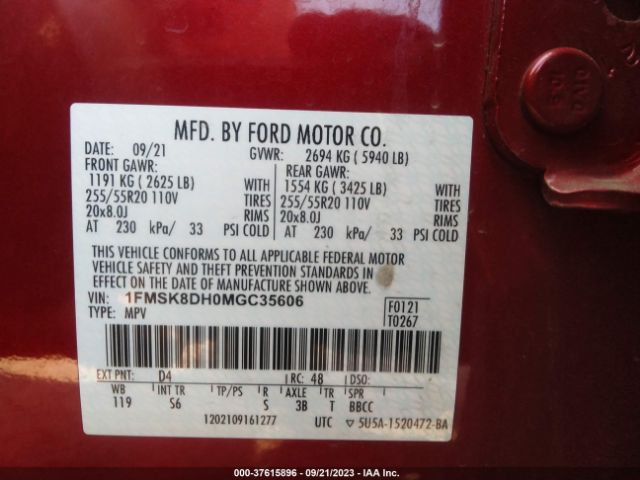 MFD. BY FORD MOTOR CO.
DATE: 09/21 GVWR: 2694 KG ( 5940 LB)
FRONT GAWR: REAR GAWR:
1191 KG ( 2625 LB) WITH 1554 KG ( 3425 LB) WITH
255/55R20 110V TIRES 255/55R20 110V TIRES
20x8.0J RIMS 20x8.0J RIMS
AT 230 kPa/ 33 PSI COLD AT 230 kPa/ 33 PSI COLD
THIS VEHICLE CONFORMS TO ALL APPLICABLE FEDERAL MOTOR
VEHICLE SAFETY AND THEFT PREVENTION STANDARDS IN
EFFECT ON THE DATE OF MANUFACTURE SHOWN ABOVE.
VIN: 1FMSK8DH0MGC35606 F0121
TYPE: MPV T0267
EXT PNT: D4 RC: 48 DSO:
WB INT TR TP/PS R AXLE TR SPR
119 S6 S 3B T BBCC
1202109161277 UTC ▽ 5U5A-1520472-BA
000-37615896 - 09/21/2023 - IAA Inc.